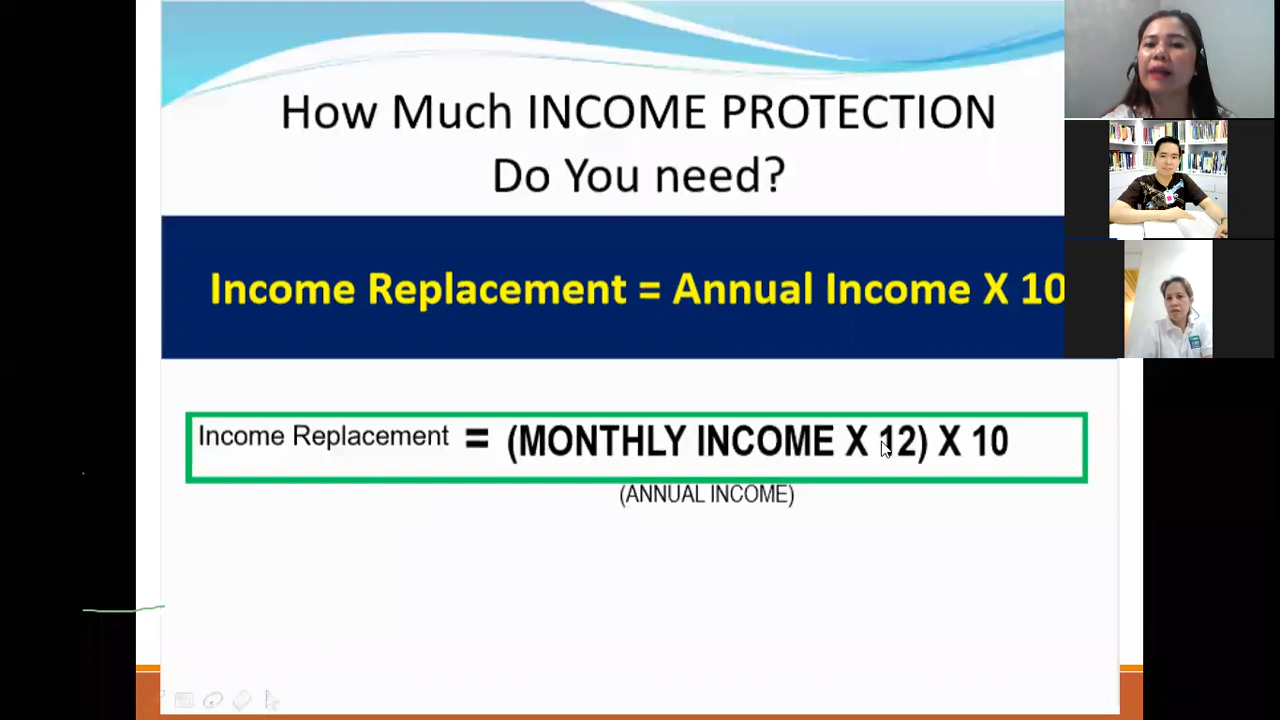 How Much INCOME PROTECTION
Do You need?
Income Replacement = Annual Income X 10
Income Replacement = (MONTHLY INCOME X 12) X 10
(ANNUAL INCOME)